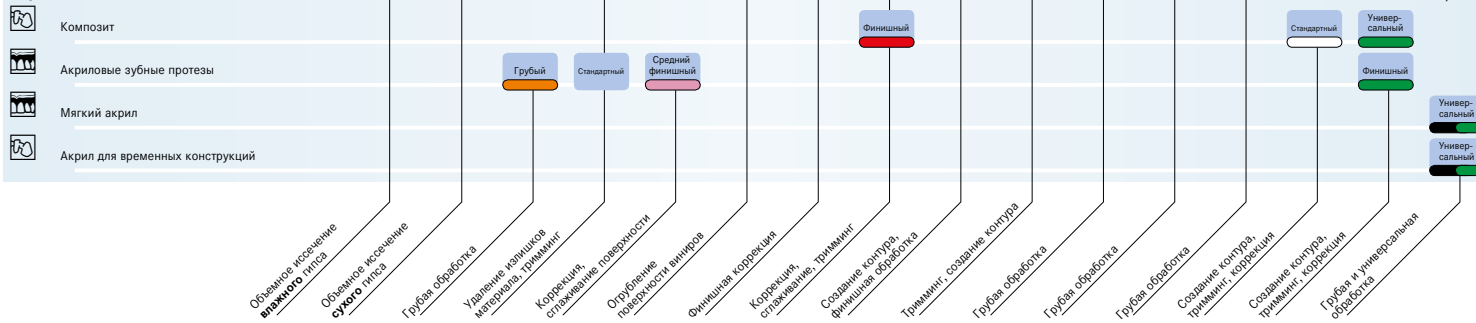 Композит
Финишный
Стандартный
Универ-
сальный
Акриловые зубные протезы
Грубый
Стандартный
Средний
финишный
Финишный
Мягкий акрил
Универ-
сальный
Акрил для временных конструкций
Универ-
сальный
Объемное иссечение
влажного гипса
Объемное иссечение
сухого гипса
Грубая обработка
Удаление излишков
материала, тримминг
Коррекция,
сглаживание поверхности
Огрубление
поверхности виниров
Финишная коррекция
Коррекция,
сглаживание, тримминг
Создание контура,
финишная обработка
Тримминг, создание контура
Грубая обработка
Грубая обработка
Грубая обработка
Создание контура,
тримминг, коррекция
Создание контура,
тримминг, коррекция
Грубая и универсальная
обработка